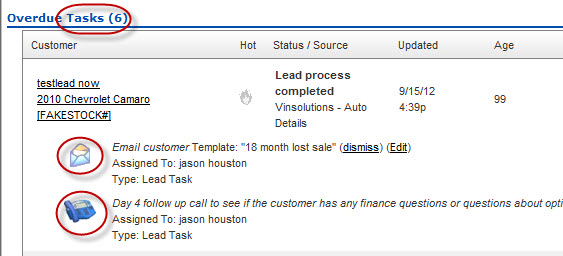 Overdue Tasks (6)
Customer Hot Status / Source Updated Age
testlead now
2010 Chevrolet Camaro
[FAKESTOCK#]
Lead process
completed
Vinsolutions - Auto
Details
9/15/12
4:39p
99
Email customer Template: "18 month lost sale" (dismiss) (Edit)
Assigned To: jason houston
Type: Lead Task
Day 4 follow up call to see if the customer has any finance questions or questions about opti
Assigned To: jason houston
Type: Lead Task